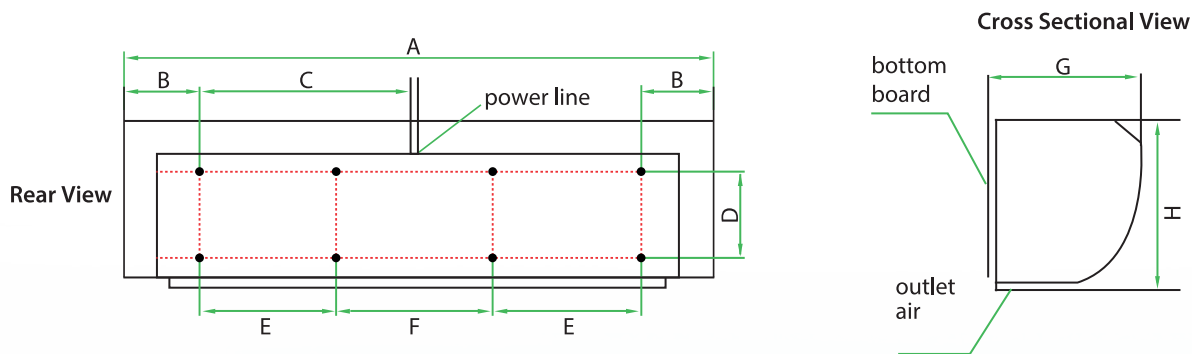 Cross Sectional View
A
B
C
B
G
bottom
board
power line
Rear View
D
H
outlet
air
E
F
E